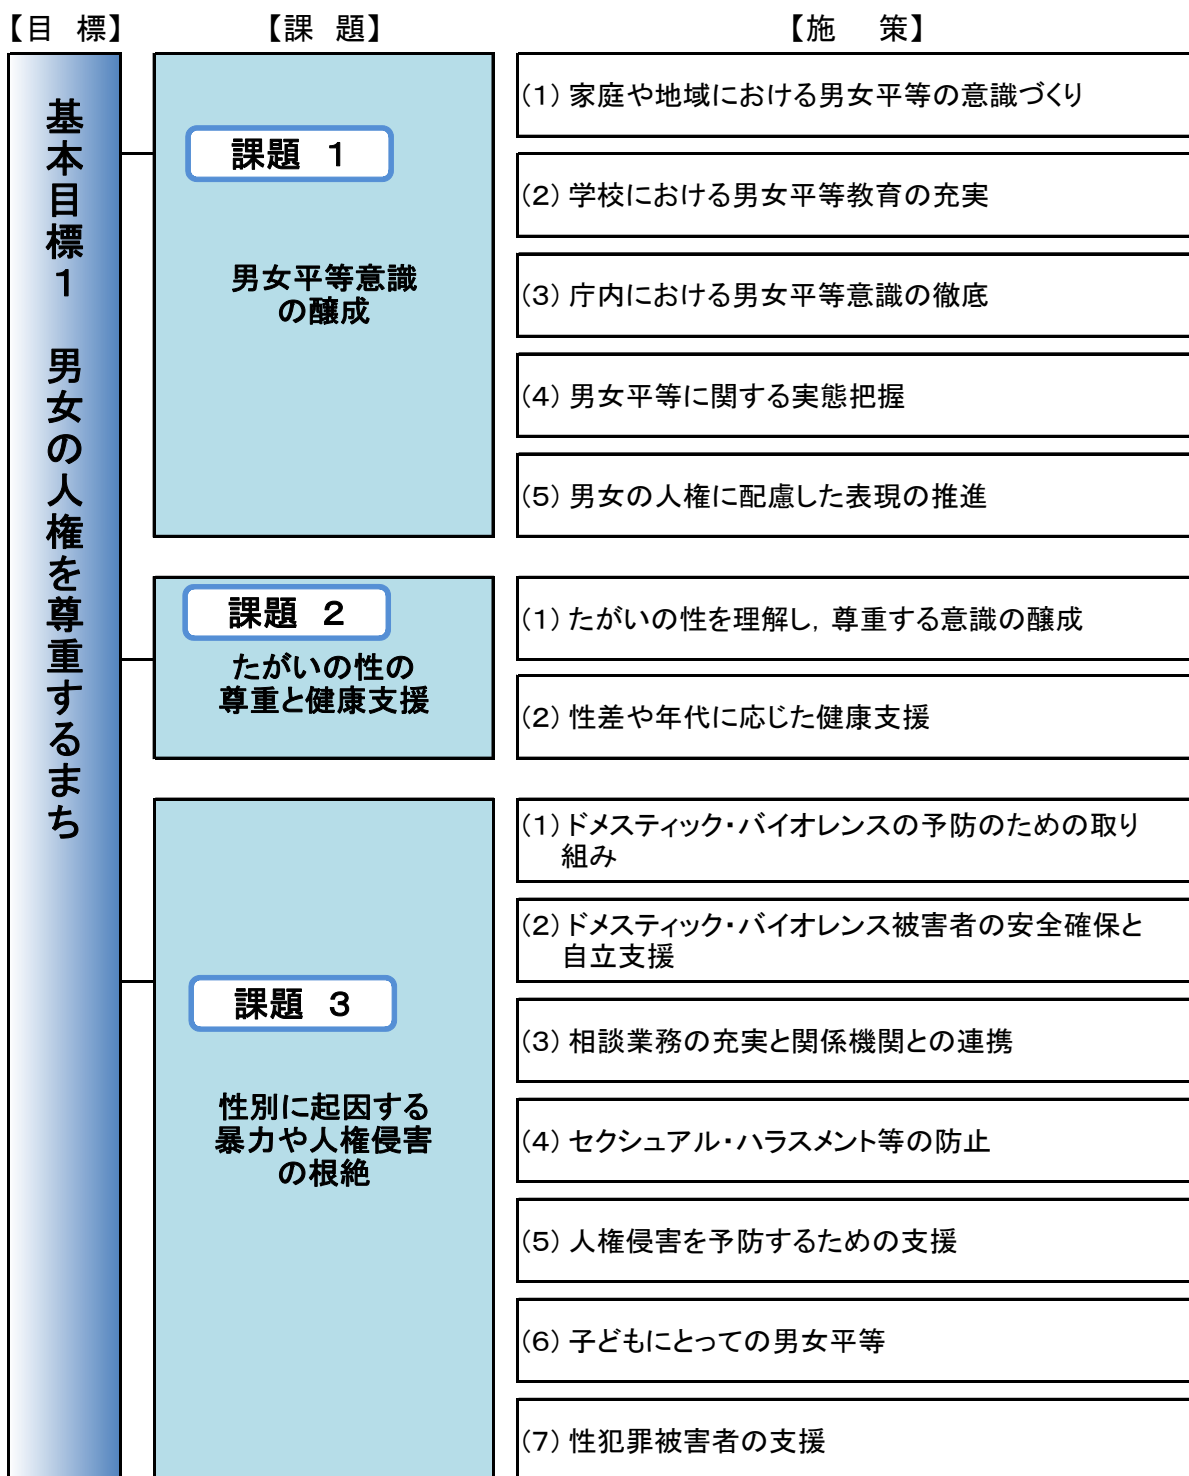 【目　標】
【課　題】
【施　　策】
基本目標１　男女の人権を尊重するまち
課題　１
男女平等意識
の醸成
（１）家庭や地域における男女平等の意識づくり
（２）学校における男女平等教育の充実
（３）庁内における男女平等意識の徹底
（４）男女平等に関する実態把握
（５）男女の人権に配慮した表現の推進
課題　２
たがいの性の
尊重と健康支援
（１）たがいの性を理解し，尊重する意識の醸成
（２）性差や年代に応じた健康支援
課題　３
性別に起因する
暴力や人権侵害
の根絶
（１）ドメスティック・バイオレンスの予防のための取り
組み
（２）ドメスティック・バイオレンス被害者の安全確保と
自立支援
（３）相談業務の充実と関係機関との連携
（４）セクシュアル・ハラスメント等の防止
（５）人権侵害を予防するための支援
（６）子どもにとっての男女平等
（７）性犯罪被害者の支援